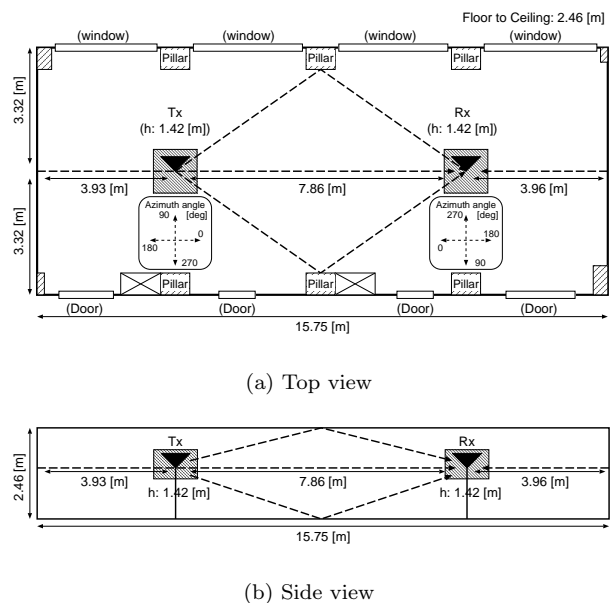 Floor to Ceiling: 2.46 [m]
(window) (window) (window) (window)
Pillar Pillar Pillar
3.32 [m]
Tx Rx
(h: 1.42 [m]) (h: 1.42 [m])
3.93 [m] 7.86 [m] 3.96 [m]
3.32 [m]
Azimuth angle Azimuth angle
90 [deg] 270 [deg]
0 180
180 0
270 90
Pillar Pillar Pillar
(Door) (Door) (Door) (Door)
15.75 [m]
(a) Top view
2.46 [m]
Tx Rx
3.93 [m] 7.86 [m] 3.96 [m]
h: 1.42 [m] h: 1.42 [m]
15.75 [m]
(b) Side view